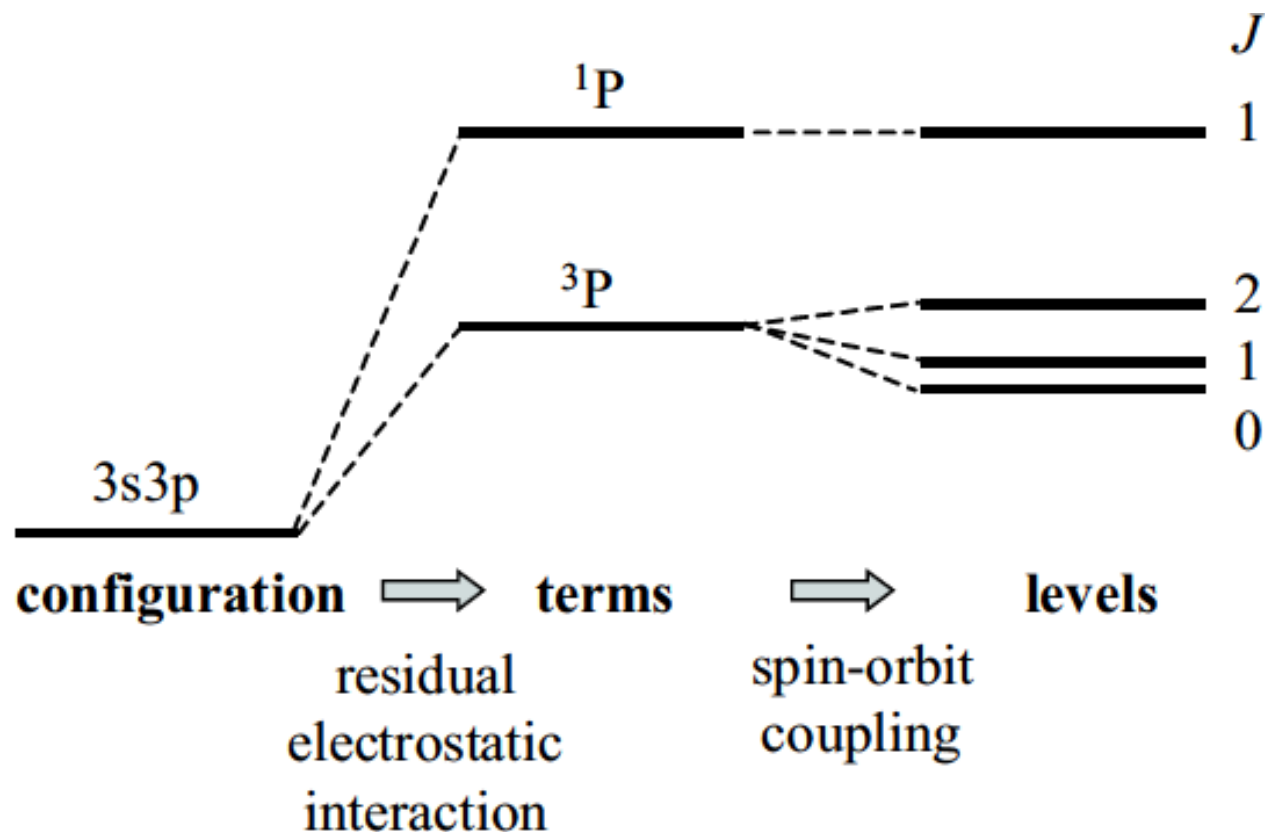 J
¹P
1
³P
2
1
0
3s3p
configuration
terms
levels
residual
electrostatic
interaction
spin-orbit
coupling